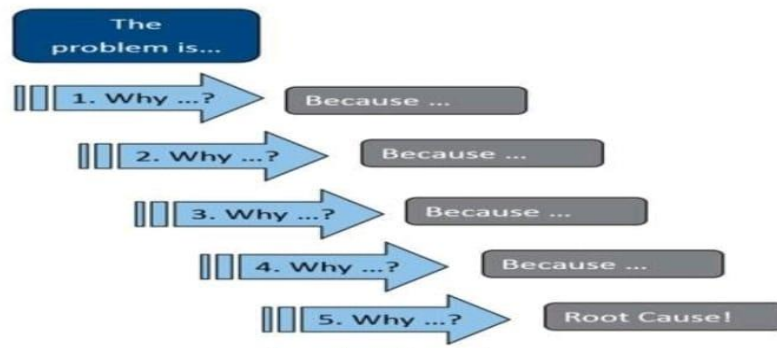 The
problem is...
1. Why ...?
Because ...
2. Why ...?
Because ...
3. Why ...?
Because ...
4. Why ...?
Because ...
5. Why ...?
Root Cause!